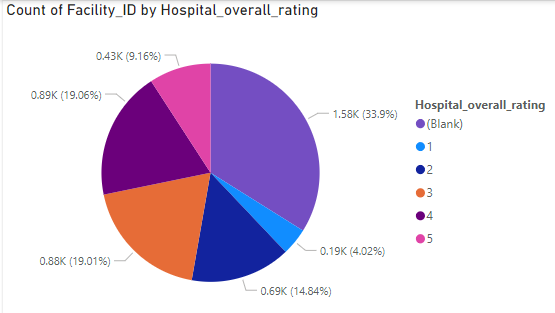 Count of Facility_ID by Hospital_overall_rating
0.43K (9.16%)
0.89K (19.06%)
1.58K (33.9%)
0.88K (19.01%)
0.19K (4.02%)
0.69K (14.84%)
Hospital_overall_rating
(Blank)
1
2
3
4
5